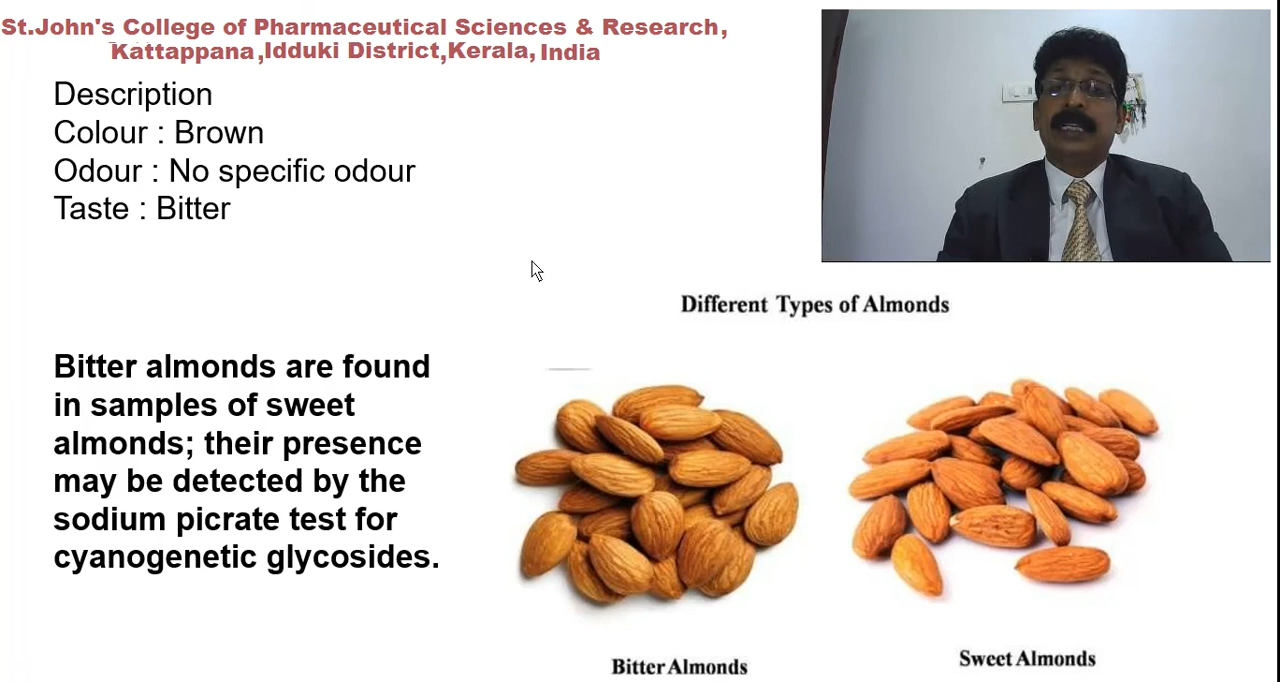 St.John's College of Pharmaceutical Sciences & Research,
Kattappana,Idduki District,Kerala, India
Description
Colour : Brown
Odour : No specific odour
Taste : Bitter
Different Types of Almonds
Bitter almonds are found
in samples of sweet
almonds; their presence
may be detected by the
sodium picrate test for
cyanogenetic glycosides.
Bitter Almonds
Sweet Almonds